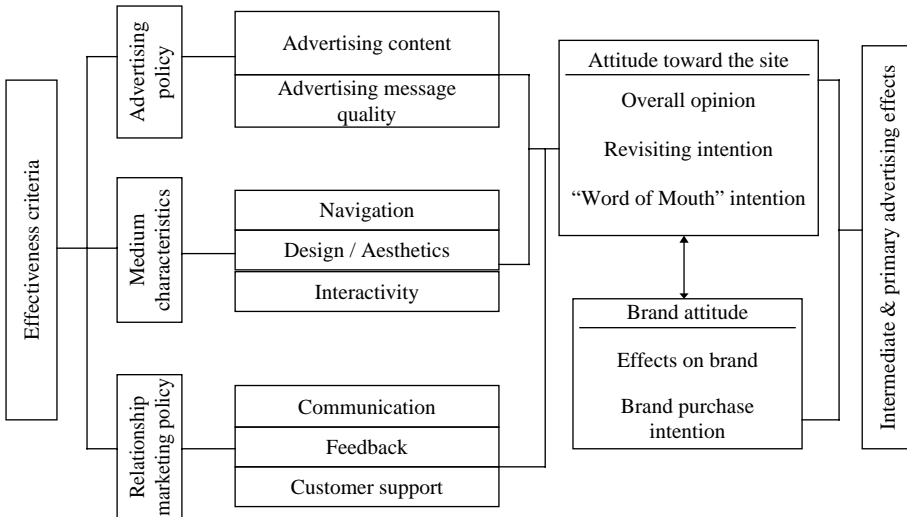 Effectiveness criteria
Advertising
policy
Advertising content
Advertising message
quality
Medium
characteristics
Navigation
Design / Aesthetics
Interactivity
Relationship
marketing policy
Communication
Feedback
Customer support
Attitude toward the site
Overall opinion
Revisiting intention
“Word of Mouth” intention
Brand attitude
Effects on brand
Brand purchase
intention
Intermediate & primary advertising effects